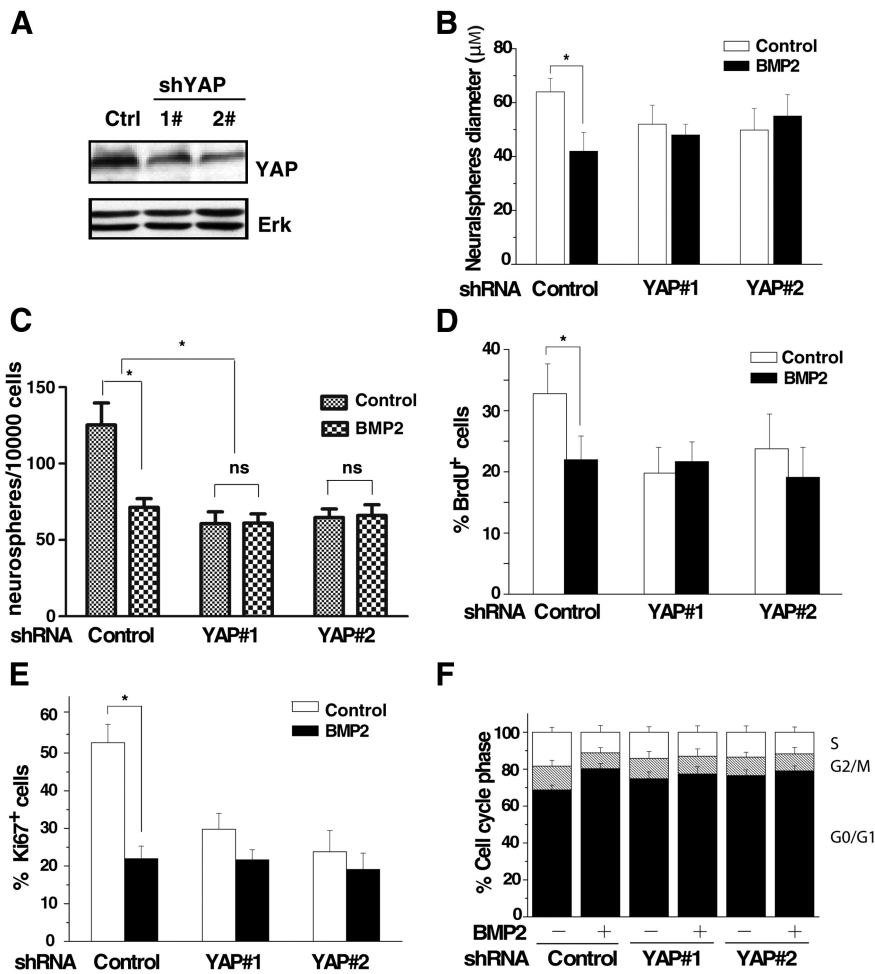 A
shYAP
Ctrl 1# 2#
YAP
Erk
B
Neuralspheres diameter (μM)
80
60
40
20
0
*
Control
BMP2
shRNA Control YAP#1 YAP#2
C
neurospheres/10000 cells
150
100
50
0
*
*
ns
ns
Control
BMP2
shRNA Control YAP#1 YAP#2
D
% BrdU+ cells
40
30
20
10
0
*
Control
BMP2
shRNA Control YAP#1 YAP#2
E
% Ki67+ cells
60
50
40
30
20
10
0
*
Control
BMP2
shRNA Control YAP#1 YAP#2
F
% Cell cycle phase
100
80
60
40
20
0
S
G2/M
G0/G1
BMP2 − + − + − +
shRNA Control YAP#1 YAP#2